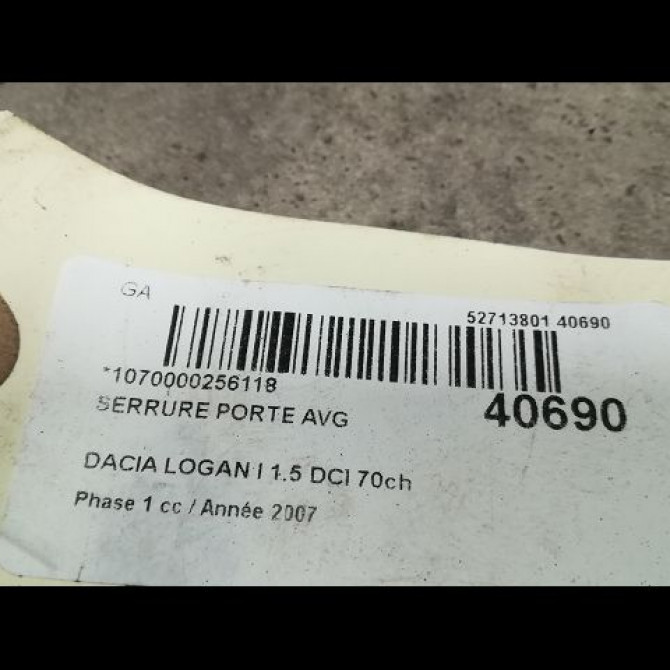 GA
52713801 40690
*1070000256118
40690
SERRURE PORTE AVG
DACIA LOGAN I 1.5 DCI 70ch
Phase 1 cc / Année 2007